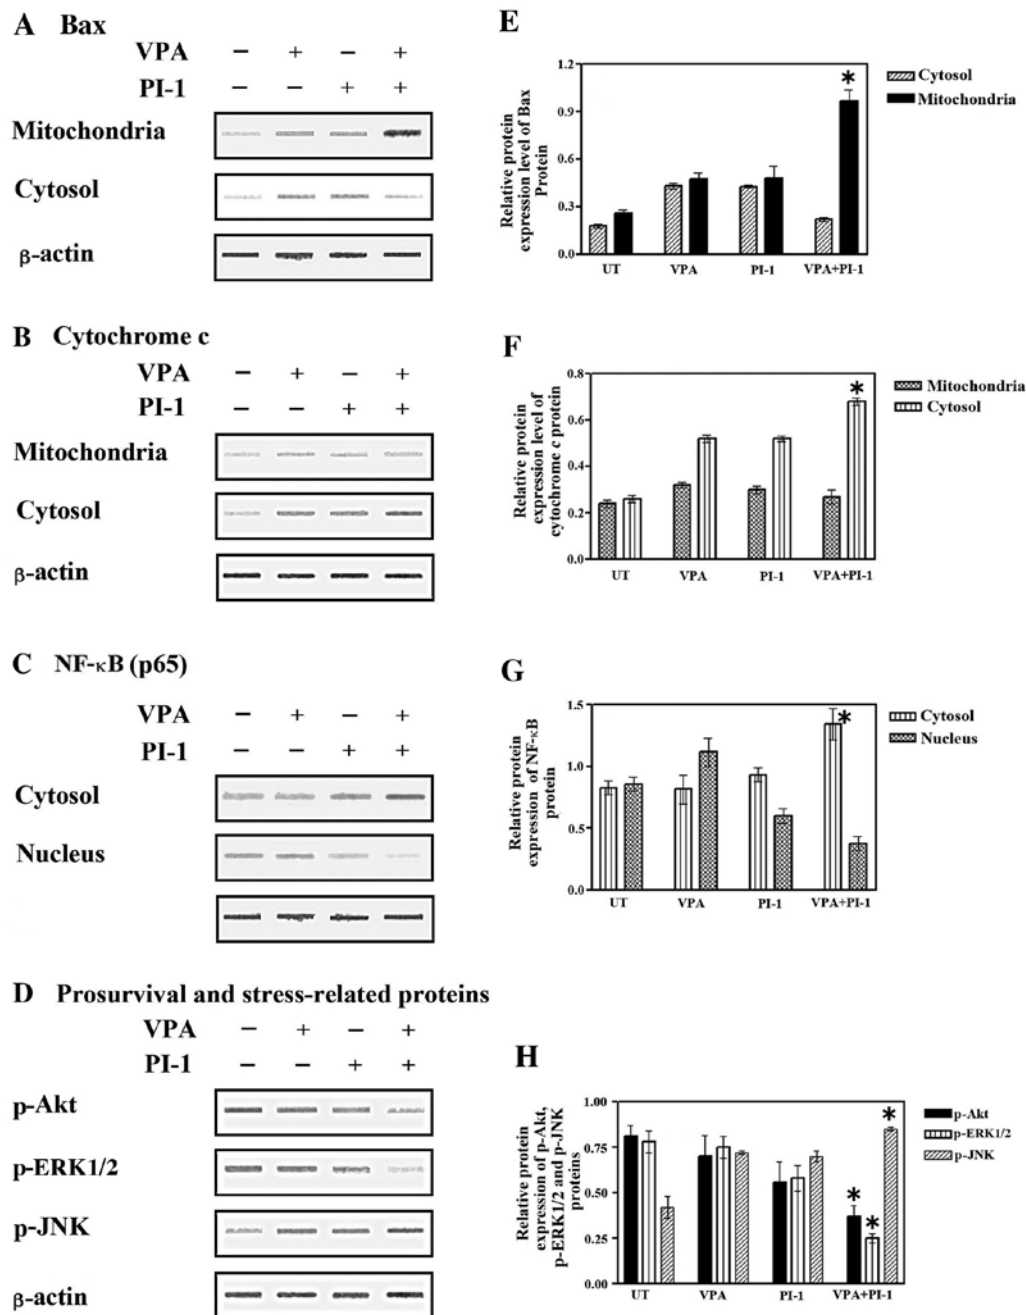 A Bax
VPA − + − +
PI-1 − − + +
Mitochondria
Cytosol
β-actin
E
Relative protein
expression level of Bax
Protein
1.2
0.9
0.6
0.3
0.0
*
UT VPA PI-1 VPA+PI-1
Cytosol
Mitochondria
B Cytochrome c
VPA − + − +
PI-1 − − + +
Mitochondria
Cytosol
β-actin
F
Relative protein
expression level of
cytochrome c protein
0.8
0.6
0.4
0.2
0.0
*
UT VPA PI-1 VPA+PI-1
Mitochondria
Cytosol
C NF-κB (p65)
VPA − + − +
PI-1 − − + +
Cytosol
Nucleus
G
Relative protein
expression of NF-κB
protein
1.5
1.0
0.5
0.0
*
UT VPA PI-1 VPA+PI-1
Cytosol
Nucleus
D Prosurvival and stress-related proteins
VPA − + − +
PI-1 − − + +
p-Akt
p-ERK1/2
p-JNK
β-actin
H
Relative protein
expression of p-Akt,
p-ERK1/2 and p-JNK
proteins
1.00
0.75
0.50
0.25
0.00
* * *
UT VPA PI-1 VPA+PI-1
p-Akt
p-ERK1/2
p-JNK